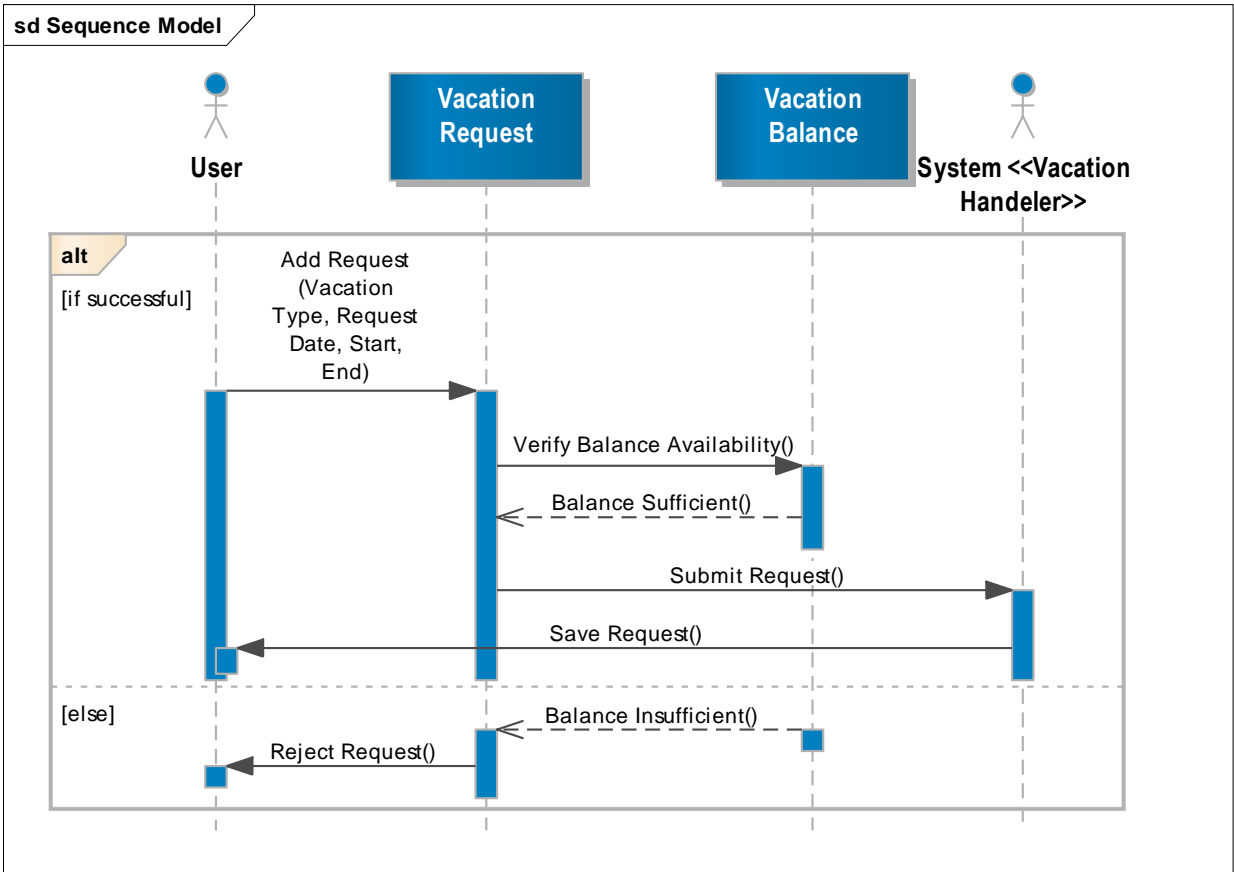 sd Sequence Model
Vacation
Request
Vacation
Balance
User
System <<Vacation
Handeler>>
alt
[if successful]
Add Request
(Vacation
Type, Request
Date, Start,
End)
Verify Balance Availability()
Balance Sufficient()
Submit Request()
Save Request()
[else]
Balance Insufficient()
Reject Request()